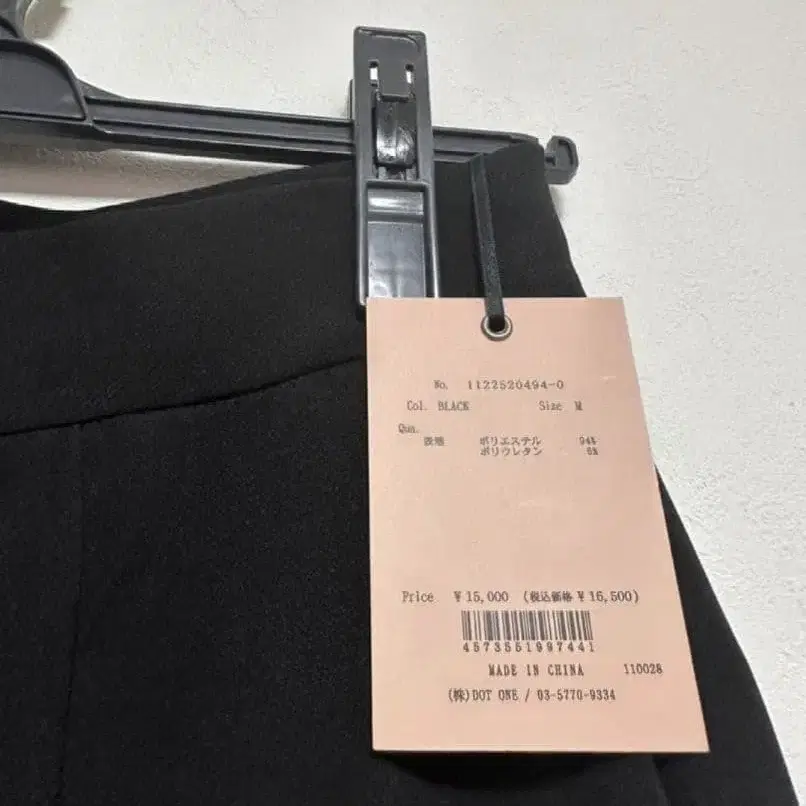 No. 1122520494-0
Col. BLACK Size M
Qua.
表地 ポリエステル 94%
ポリウレタン 6%
Price ¥15,000 (税込価格 ¥16,500)
4573551997441
MADE IN CHINA 110028
(株)DOT ONE / 03-5770-9334